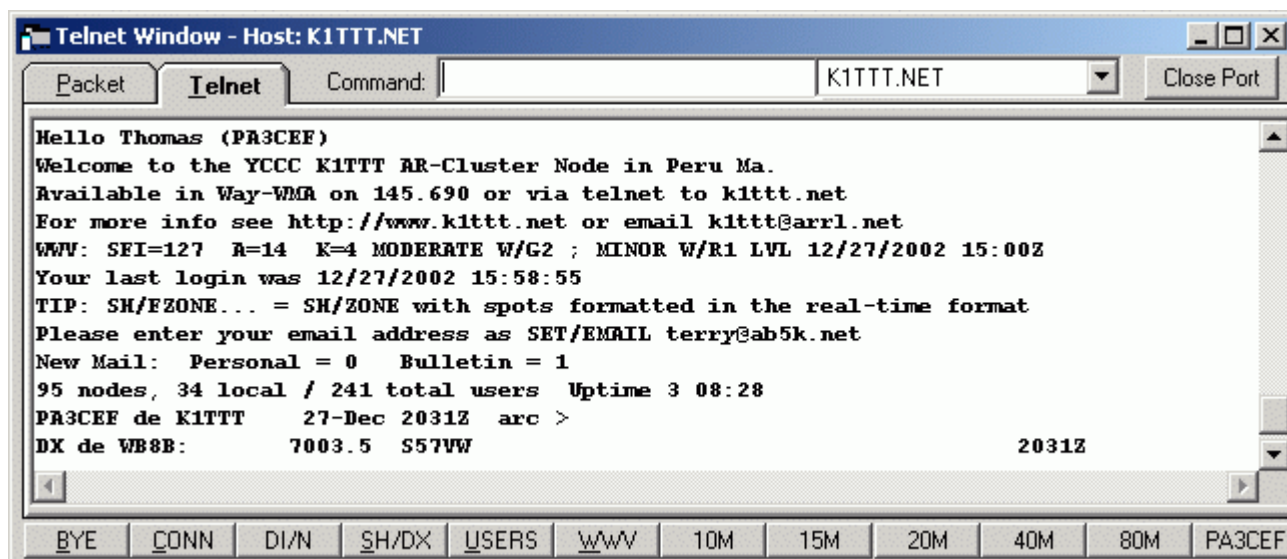 Telnet Window - Host: K1TTT.NET
Packet Telnet Command: K1TTT.NET Close Port
Hello Thomas (PA3CEF)
Welcome to the YCCC K1TTT AR-Cluster Node in Peru Ma.
Available in Way-WMA on 145.690 or via telnet to k1ttt.net
For more info see http://www.k1ttt.net or email k1ttt@arrl.net
WWV: SFI=127 A=14 K=4 MODERATE W/G2 ; MINOR W/R1 LVL 12/27/2002 15:00Z
Your last login was 12/27/2002 15:58:55
TIP: SH/FZONE... = SH/ZONE with spots formatted in the real-time format
Please enter your email address as SET/EMAIL terry@ab5k.net
New Mail: Personal = 0 Bulletin = 1
95 nodes, 34 local / 241 total users Uptime 3 08:28
PA3CEF de K1TTT 27-Dec 2031Z arc >
DX de WB8B: 7003.5 S57VW 2031Z
BYE CONN DI/N SH/DX USERS WWV 10M 15M 20M 40M 80M PA3CEF